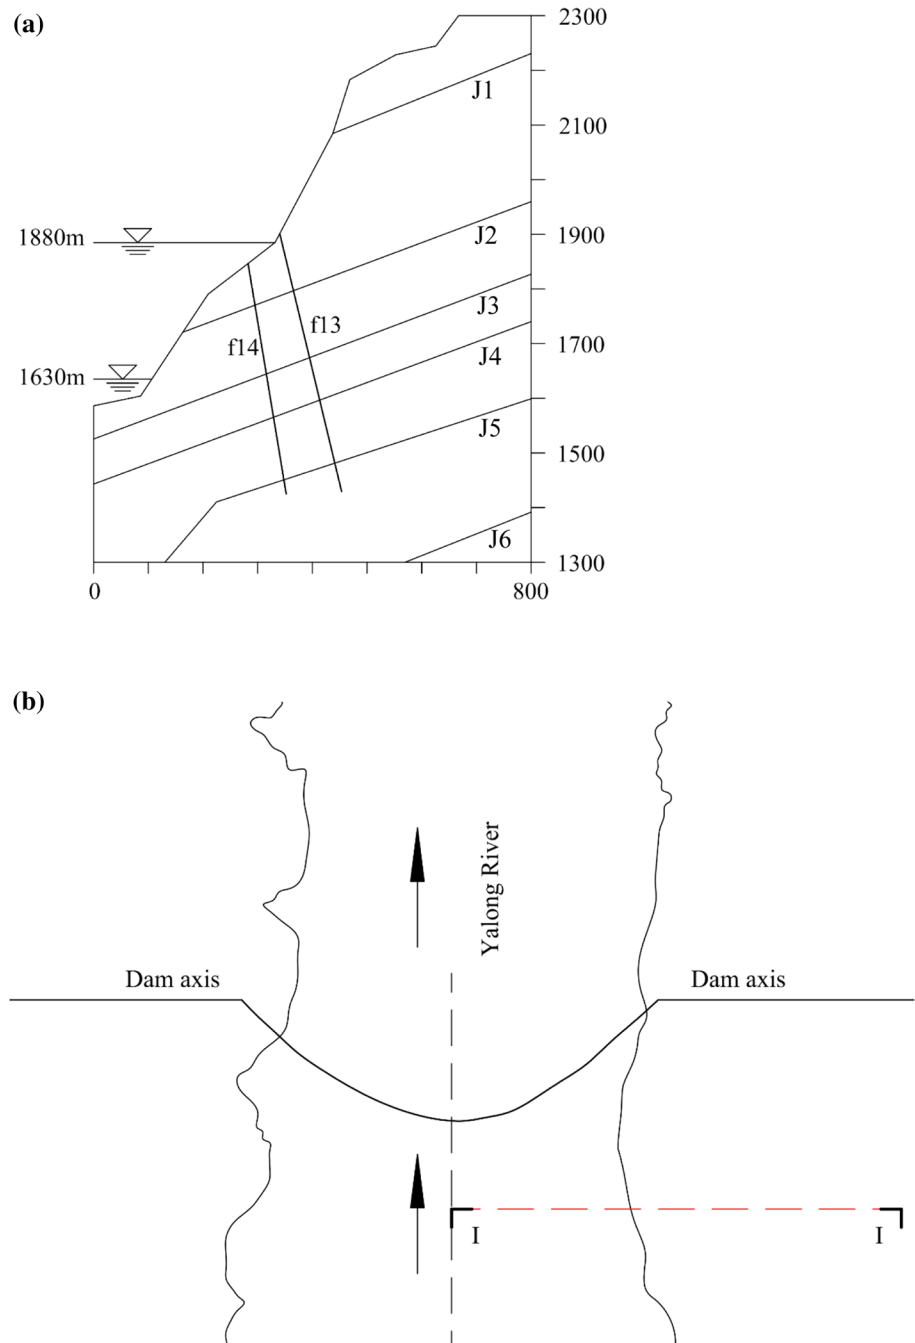 (a)
2300
J1
2100
1880m
J2
1900
J3
f13
f14
1700
J4
1630m
J5
1500
J6
1300
0
800
(b)
Yalong River
Dam axis
Dam axis
I
I